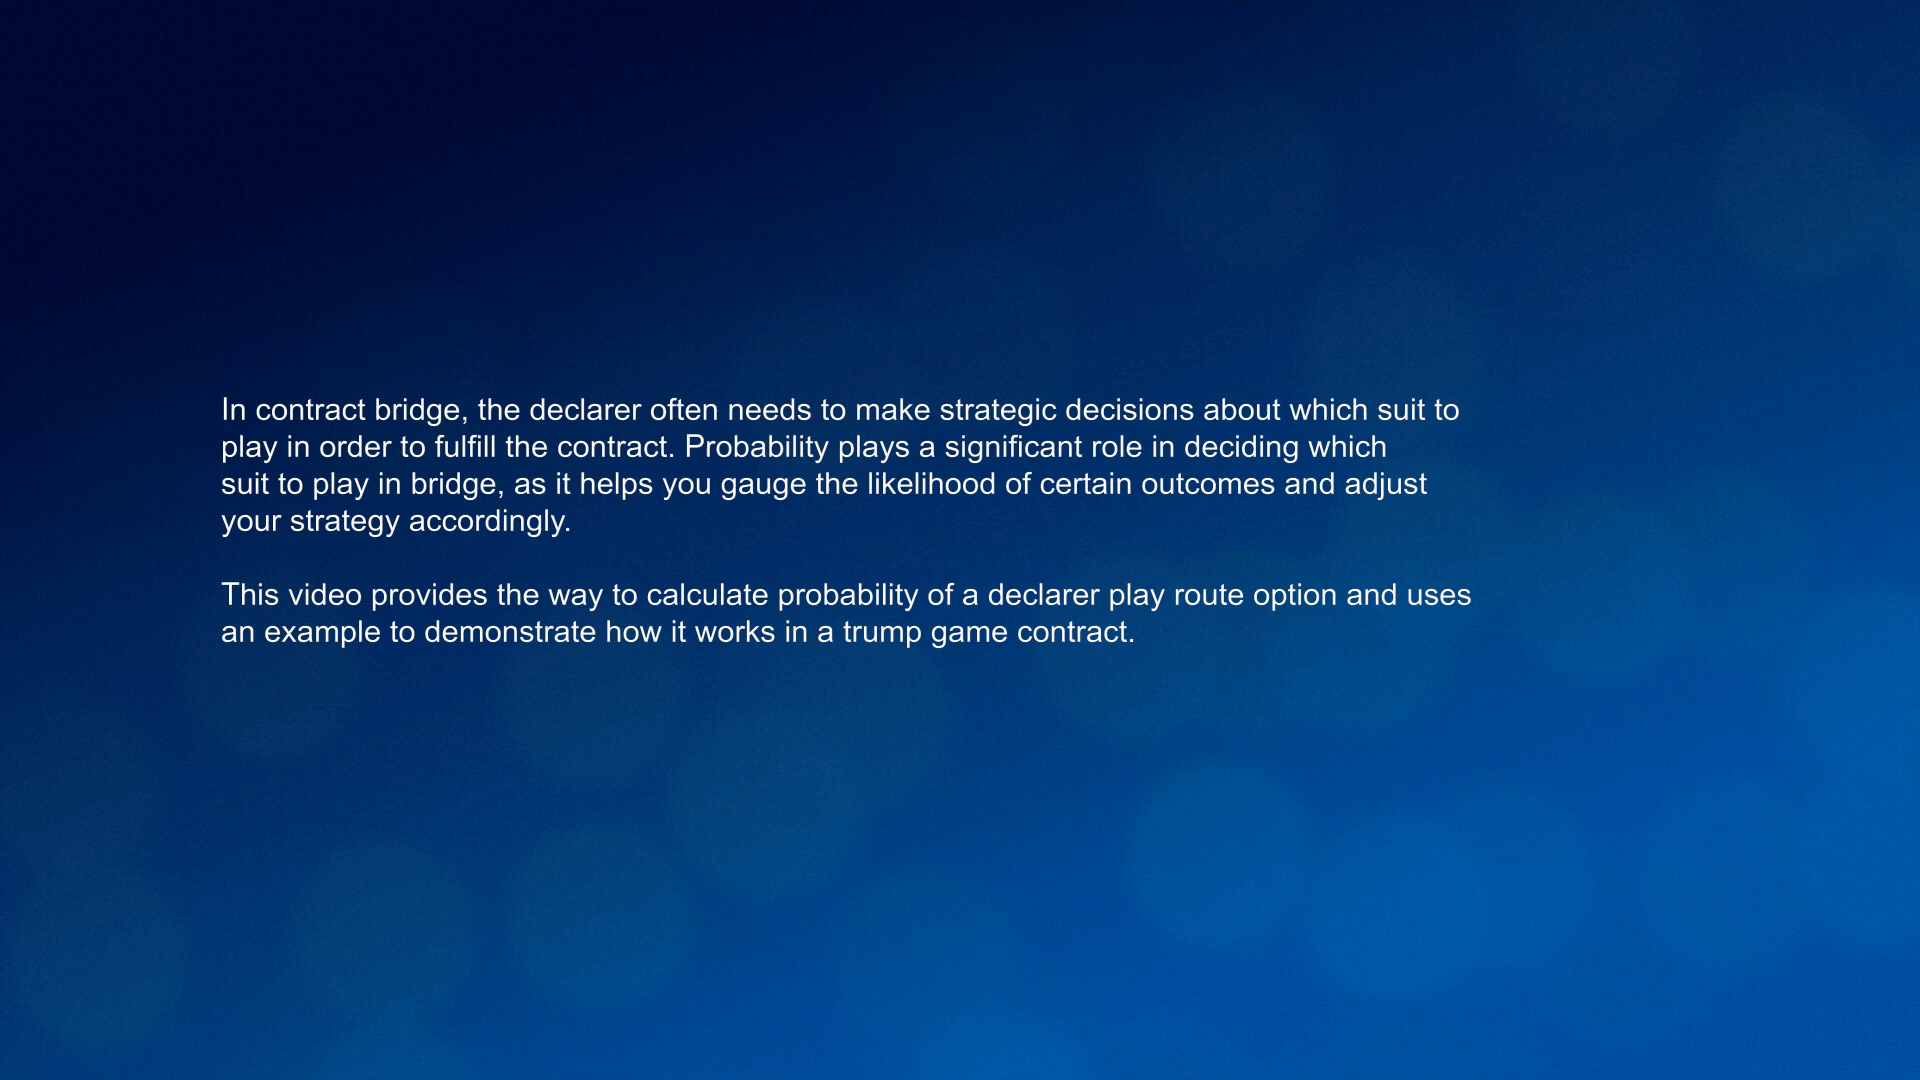 In contract bridge, the declarer often needs to make strategic decisions about which suit to
play in order to fulfill the contract. Probability plays a significant role in deciding which
suit to play in bridge, as it helps you gauge the likelihood of certain outcomes and adjust
your strategy accordingly.
This video provides the way to calculate probability of a declarer play route option and uses
an example to demonstrate how it works in a trump game contract.